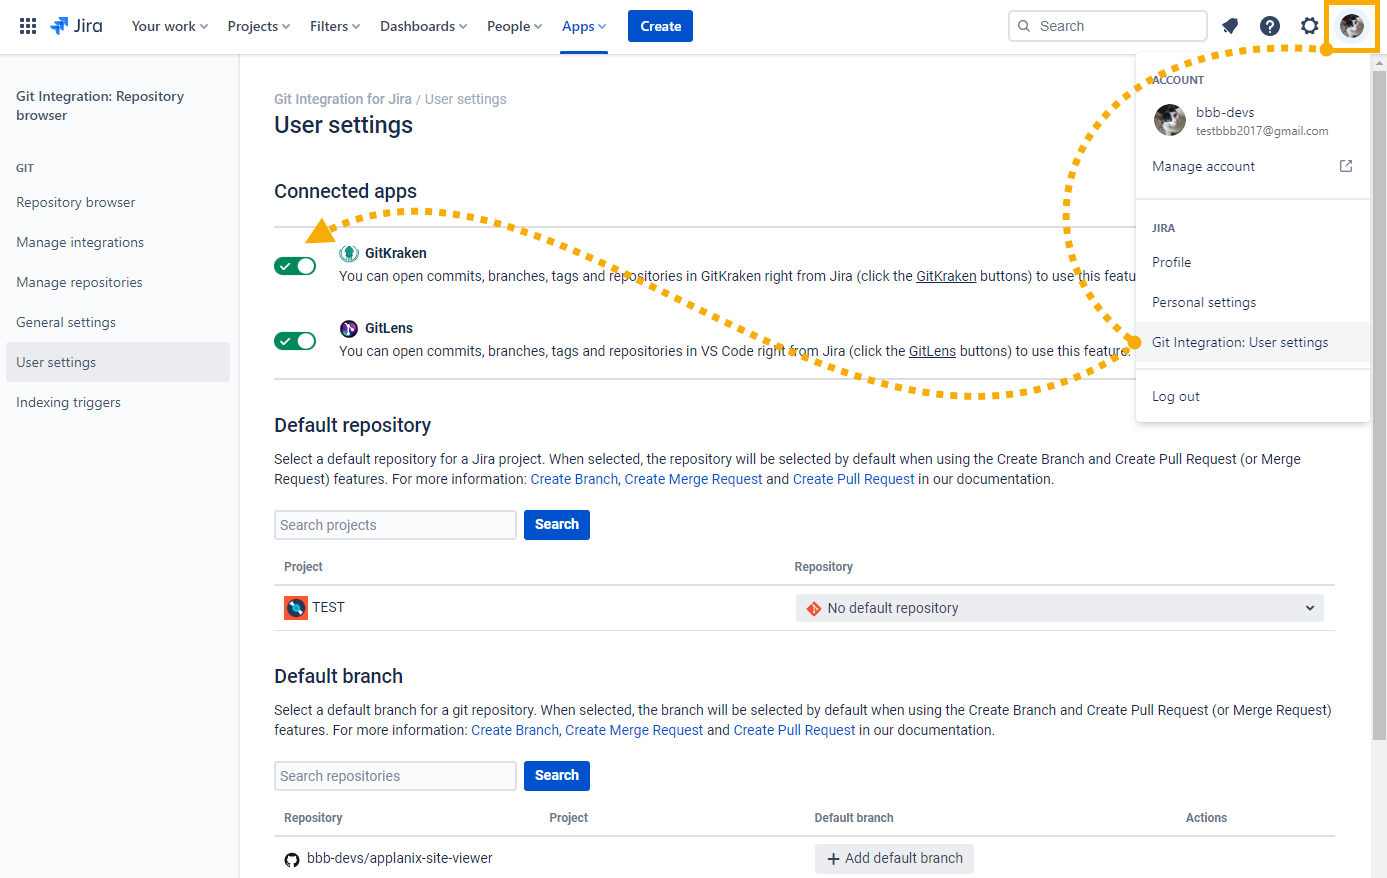 Jira
Your work
Projects
Filters
Dashboards
People
Apps
Create
Search
Git Integration: Repository
browser
GIT
Repository browser
Manage integrations
Manage repositories
General settings
User settings
Indexing triggers
Git Integration for Jira / User settings
User settings
Connected apps
GitKraken
You can open commits, branches, tags and repositories in GitKraken right from Jira (click the GitKraken buttons) to use this featu
GitLens
You can open commits, branches, tags and repositories in VS Code right from Jira (click the GitLens buttons) to use this feature.
ACCOUNT
bbb-devs
testbbb2017@gmail.com
Manage account
JIRA
Profile
Personal settings
Git Integration: User settings
Log out
Default repository
Select a default repository for a Jira project. When selected, the repository will be selected by default when using the Create Branch and Create Pull Request (or Merge
Request) features. For more information: Create Branch, Create Merge Request and Create Pull Request in our documentation.
Search projects
Search
Project Repository
TEST No default repository
Default branch
Select a default branch for a git repository. When selected, the branch will be selected by default when using the Create Branch and Create Pull Request (or Merge Request)
features. For more information: Create Branch, Create Merge Request and Create Pull Request in our documentation.
Search repositories
Search
Repository Project Default branch Actions
bbb-devs/applanix-site-viewer + Add default branch